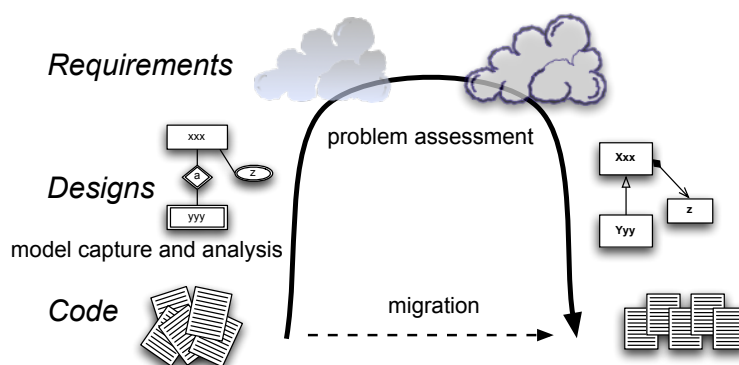 Requirements
problem assessment
xxx
a
z
yyy
Designs
Xxx
z
Yyy
model capture and analysis
Code
migration